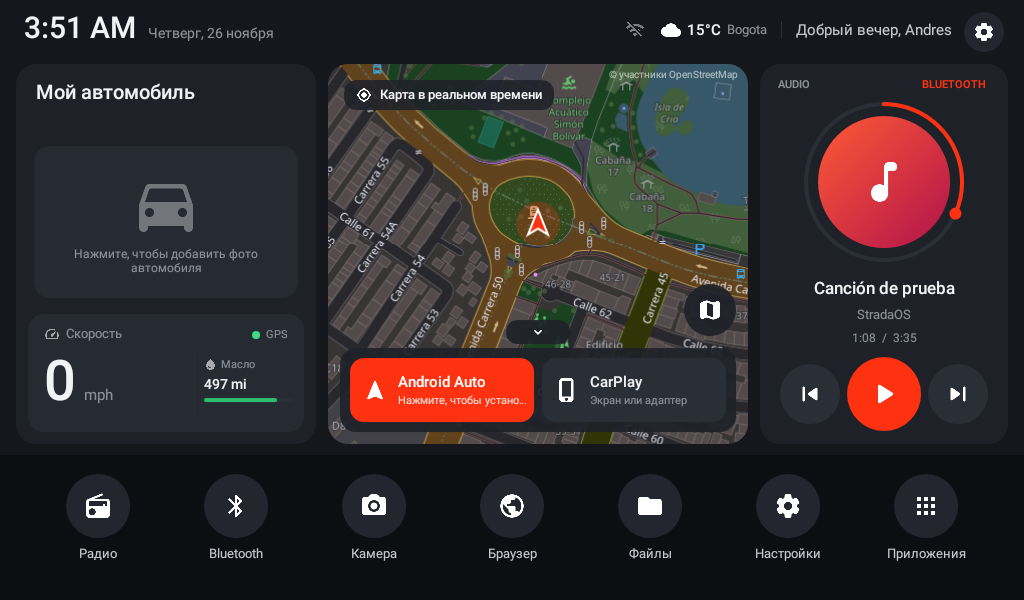 3:51 AM
Четверг, 26 ноября
15°C Bogota
Добрый вечер, Andres
Мой автомобиль
Нажмите, чтобы добавить фото
автомобиля
Скорость
GPS
0 mph
Масло
497 mi
© участники OpenStreetMap
Карта в реальном времени
Complejo
Acuático
Simón
Bolívar
Isla de
Cria
Cabaña
17
Cabaña
18
Carrera 55
Calle 61
Carrera 54A
Carrera 54
Carrera 53
Carrera 50
Carrera 45
45-21
46-28
Calle 62
Avenida Ca
Edificio
Calle 60
P
Android Auto
Нажмите, чтобы устано...
CarPlay
Экран или адаптер
AUDIO
BLUETOOTH
Canción de prueba
StradaOS
1:08 / 3:35
Радио
Bluetooth
Камера
Браузер
Файлы
Настройки
Приложения